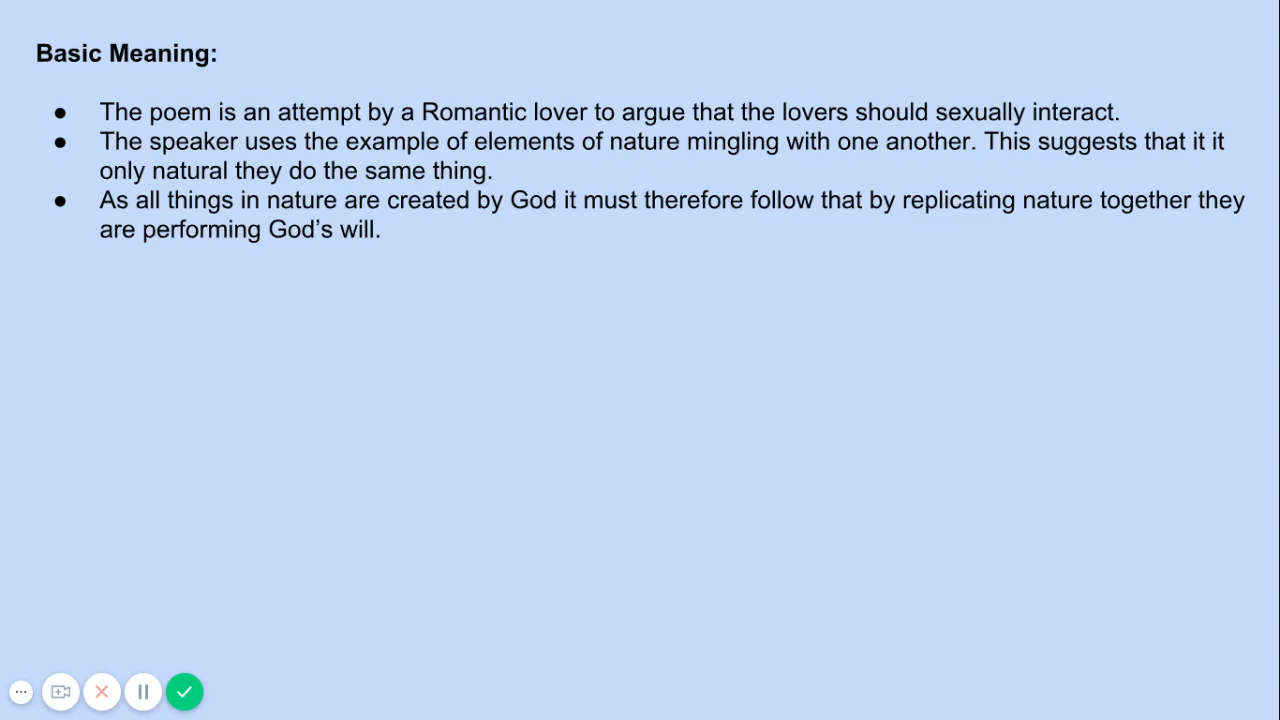 Basic Meaning:
● The poem is an attempt by a Romantic lover to argue that the lovers should sexually interact.
● The speaker uses the example of elements of nature mingling with one another. This suggests that it it
only natural they do the same thing.
● As all things in nature are created by God it must therefore follow that by replicating nature together they
are performing God’s will.